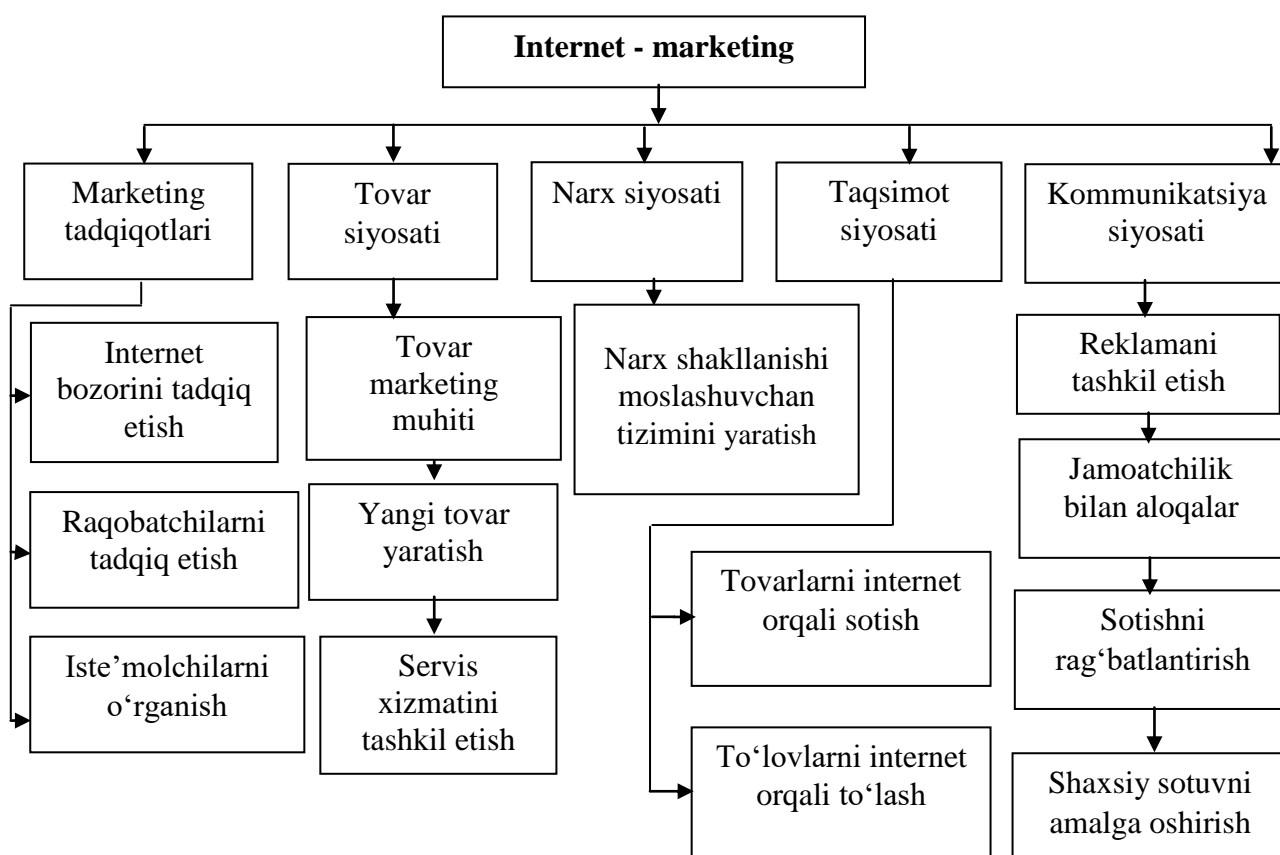 Internet - marketing
Marketing
tadqiqotlari
Tovar
siyosati
Narx siyosati
Taqsimot
siyosati
Kommunikatsiya
siyosati
Internet
bozorini tadqiq
etish
Raqobatchilarni
tadqiq etish
Iste’molchilarni
o‘rganish
Tovar
marketing
muhiti
Yangi tovar
yaratish
Servis
xizmatini
tashkil etish
Narx shakllanishi
moslashuvchan
tizimini yaratish
Tovarlarni internet
orqali sotish
To‘lovlarni internet
orqali to‘lash
Reklamani
tashkil etish
Jamoatchilik
bilan aloqalar
Sotishni
rag‘batlantirish
Shaxsiy sotuvni
amalga oshirish